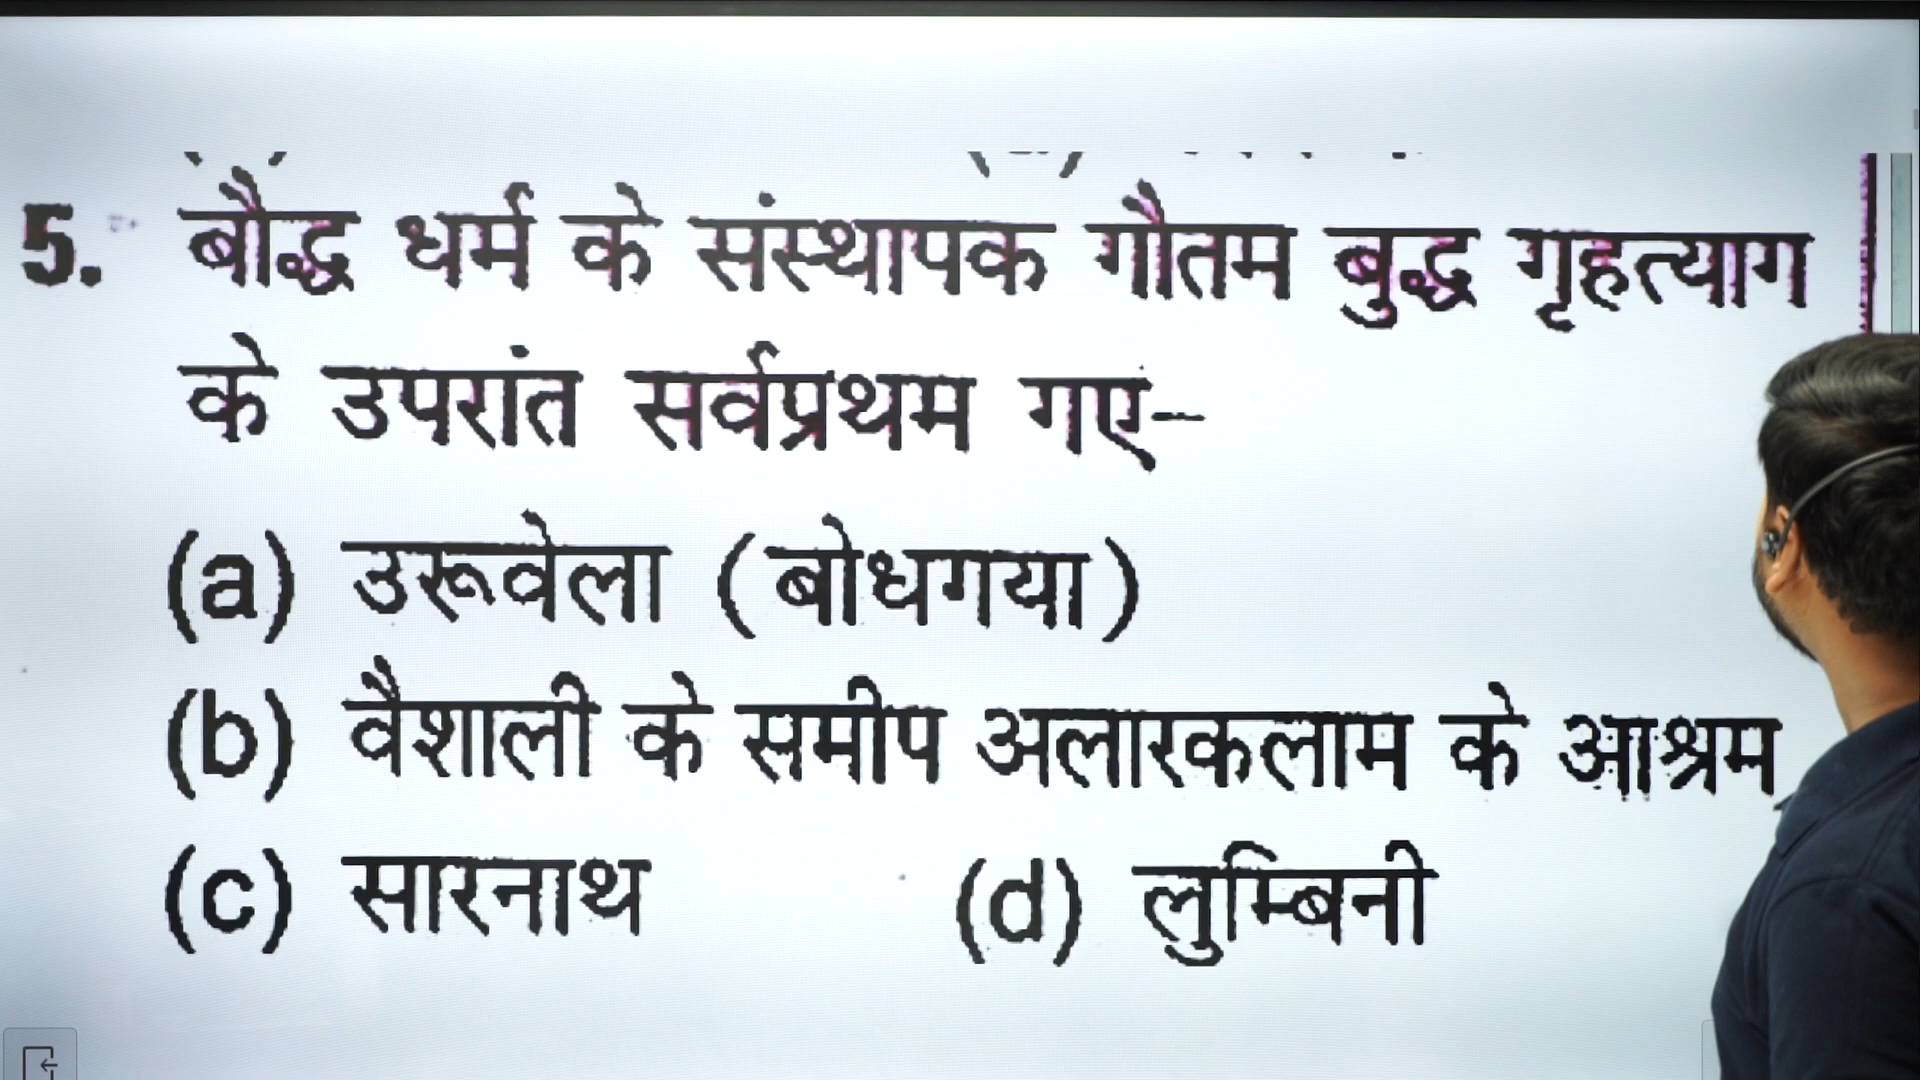 5. बौद्ध धर्म के संस्थापक गौतम बुद्ध गृहत्याग
के उपरांत सर्वप्रथम गए–
(a) उरूवेला (बोधगया)
(b) वैशाली के समीप अलारकलाम के आश्रम
(c) सारनाथ (d) लुम्बिनी